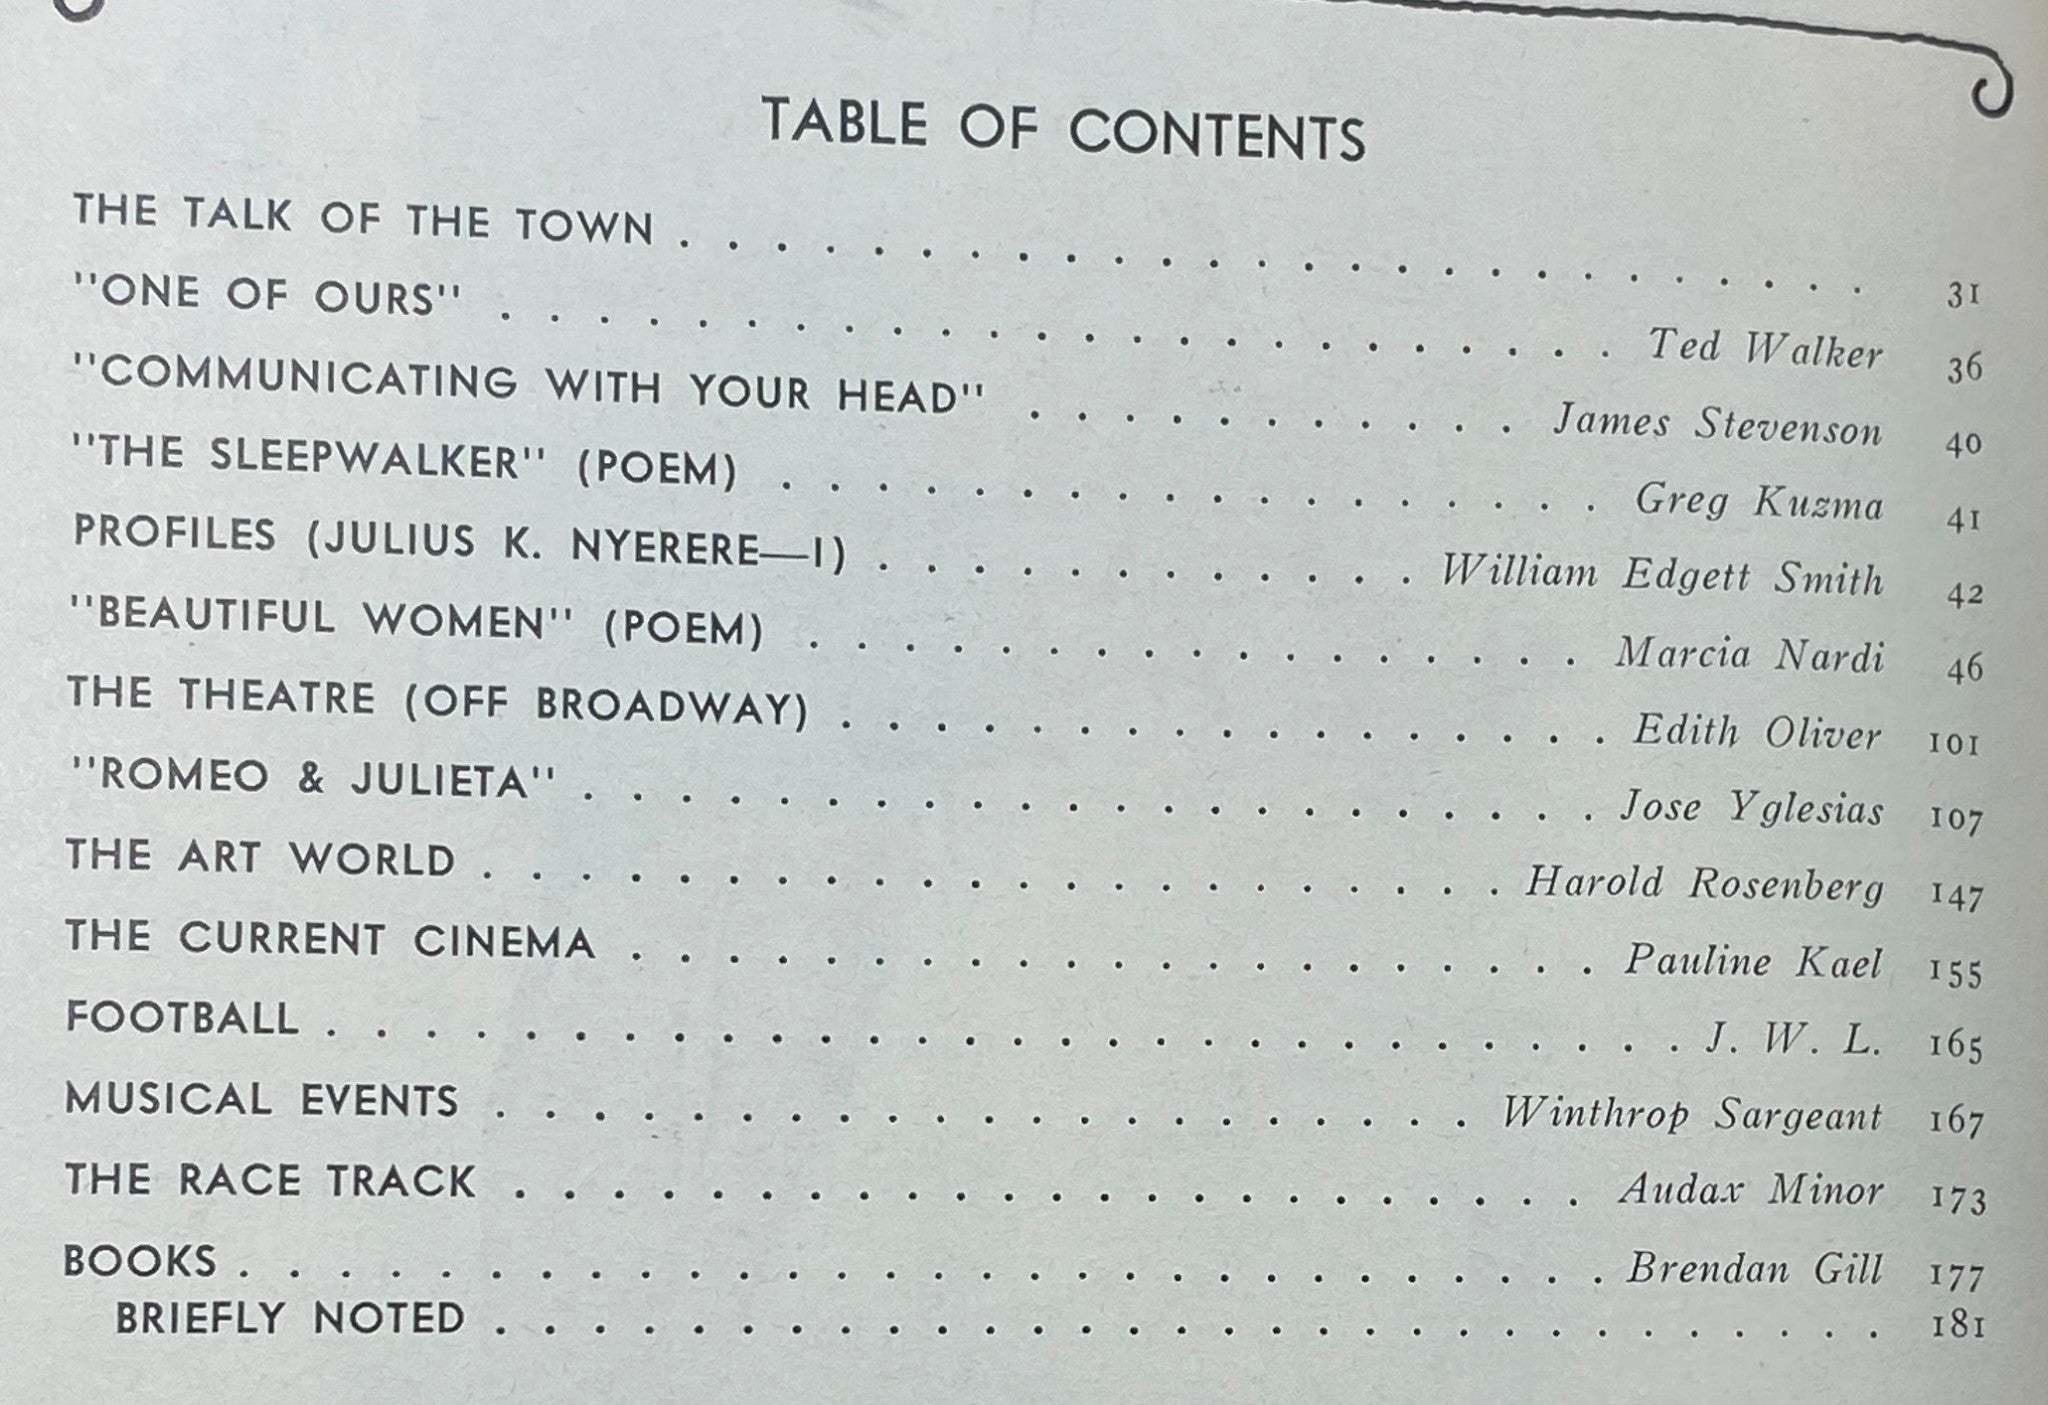 TABLE OF CONTENTS
THE TALK OF THE TOWN . . . . . . . . . . . . . . . . . . . . . . . . . 31
"ONE OF OURS" . . . . . . . . . . . . . . . . . . . . . . . Ted Walker 36
"COMMUNICATING WITH YOUR HEAD" . . . . . . . . . . . James Stevenson 40
"THE SLEEPWALKER" (POEM) . . . . . . . . . . . . . . . . . . Greg Kuzma 41
PROFILES (JULIUS K. NYERERE—I) . . . . . . . . . . . . William Edgett Smith 42
"BEAUTIFUL WOMEN" (POEM) . . . . . . . . . . . . . . . . . Marcia Nardi 46
THE THEATRE (OFF BROADWAY) . . . . . . . . . . . . . . . . . Edith Oliver 101
"ROMEO & JULIETA" . . . . . . . . . . . . . . . . . . . . . Jose Yglesias 107
THE ART WORLD . . . . . . . . . . . . . . . . . . . . . . Harold Rosenberg 147
THE CURRENT CINEMA . . . . . . . . . . . . . . . . . . . . . Pauline Kael 155
FOOTBALL . . . . . . . . . . . . . . . . . . . . . . . . . . . . J. W. L. 165
MUSICAL EVENTS . . . . . . . . . . . . . . . . . . . . . Winthrop Sargeant 167
THE RACE TRACK . . . . . . . . . . . . . . . . . . . . . . . Audax Minor 173
BOOKS . . . . . . . . . . . . . . . . . . . . . . . . . . . . Brendan Gill 177
BRIEFLY NOTED . . . . . . . . . . . . . . . . . . . . . . . . . . . . . 181